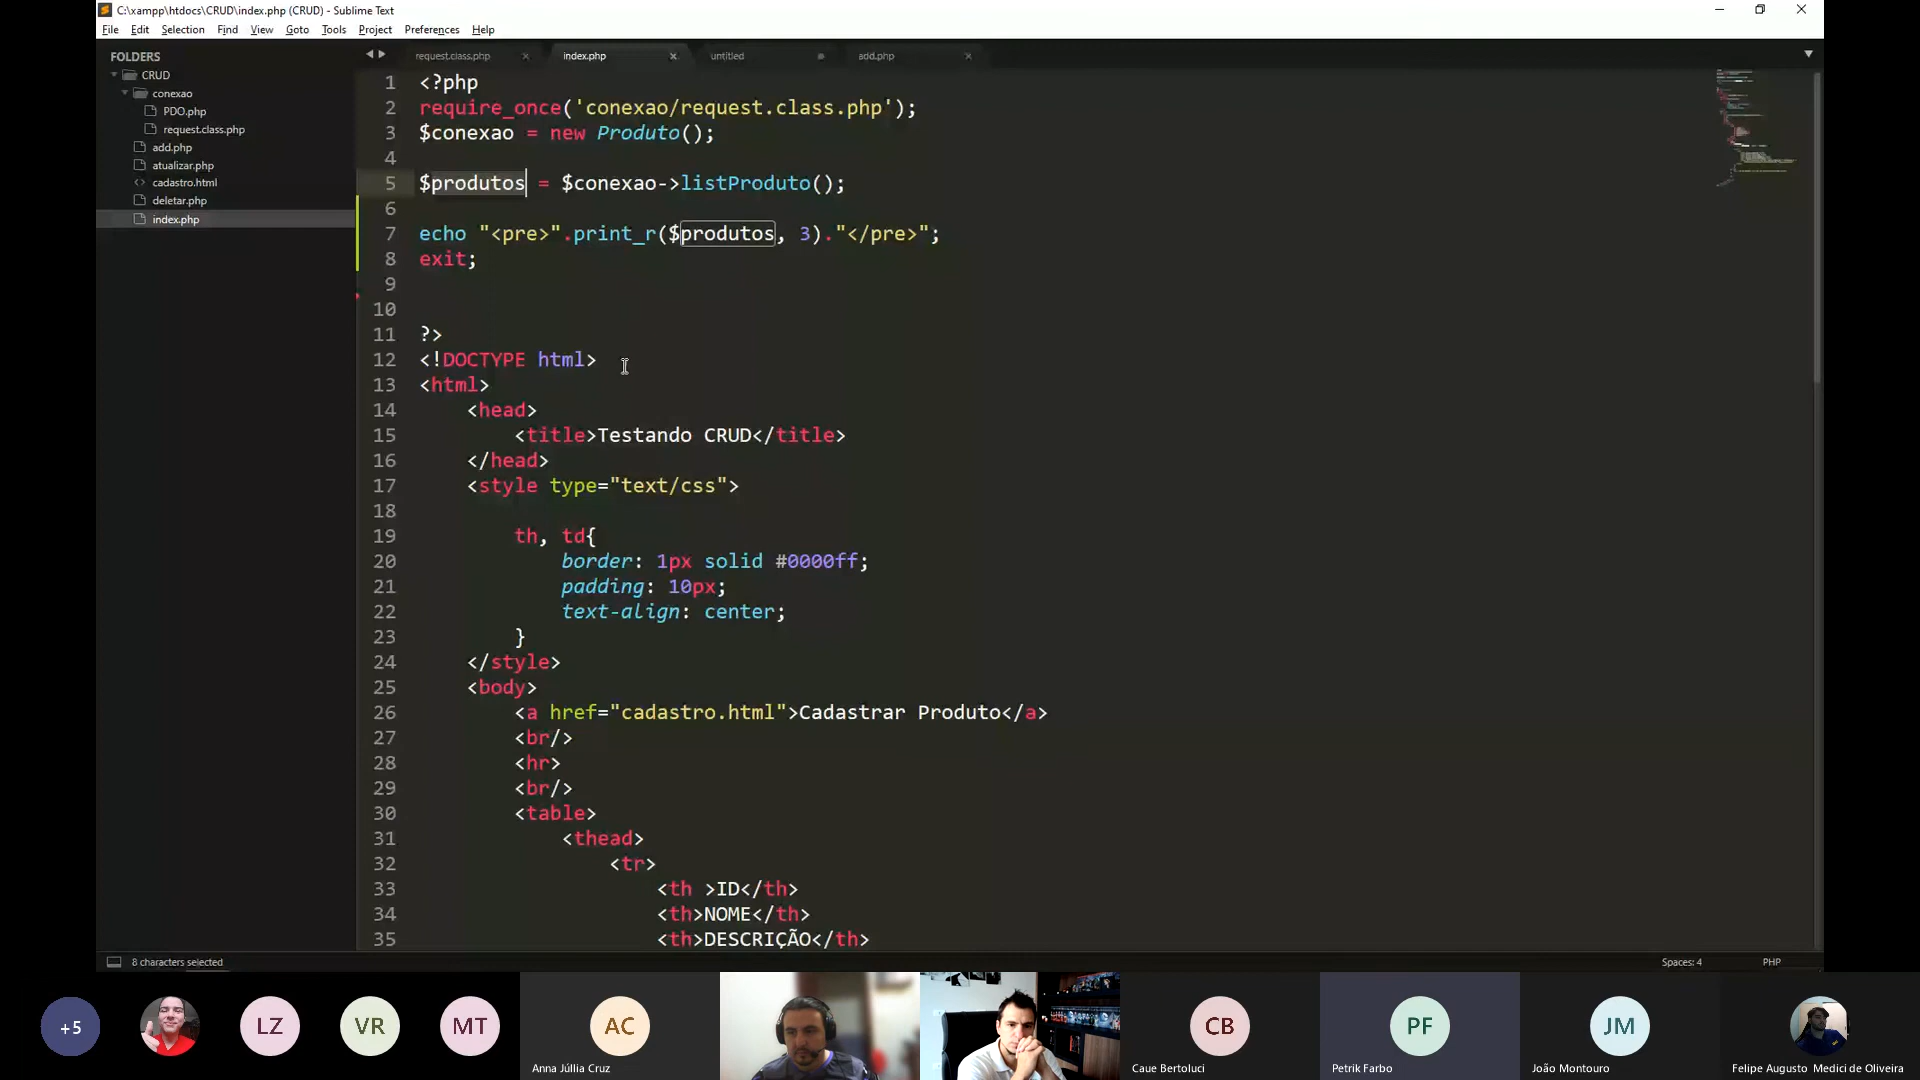 C:\xampp\htdocs\CRUD\index.php (CRUD) - Sublime Text
File Edit Selection Find View Goto Tools Project Preferences Help
FOLDERS
CRUD
conexao
PDO.php
request.class.php
add.php
atualizar.php
cadastro.html
deletar.php
index.php
request.class.php index.php untitled add.php
1 <?php
2 require_once('conexao/request.class.php');
3 $conexao = new Produto();
4
5 $produtos = $conexao->listProduto();
6
7 echo "<pre>".print_r($produtos, 3)."</pre>";
8 exit;
9
10
11 ?>
12 <!DOCTYPE html>
13 <html>
14 <head>
15 <title>Testando CRUD</title>
16 </head>
17 <style type="text/css">
18
19 th, td{
20 border: 1px solid #0000ff;
21 padding: 10px;
22 text-align: center;
23 }
24 </style>
25 <body>
26 <a href="cadastro.html">Cadastrar Produto</a>
27 <br/>
28 <hr>
29 <br/>
30 <table>
31 <thead>
32 <tr>
33 <th >ID</th>
34 <th>NOME</th>
35 <th>DESCRIÇÃO</th>
8 characters selected Spaces: 4 PHP
+5 LZ VR MT AC CB PF JM
Anna Júllia Cruz Caue Bertoluci Petrik Farbo João Montouro Felipe Augusto Medici de Oliveira